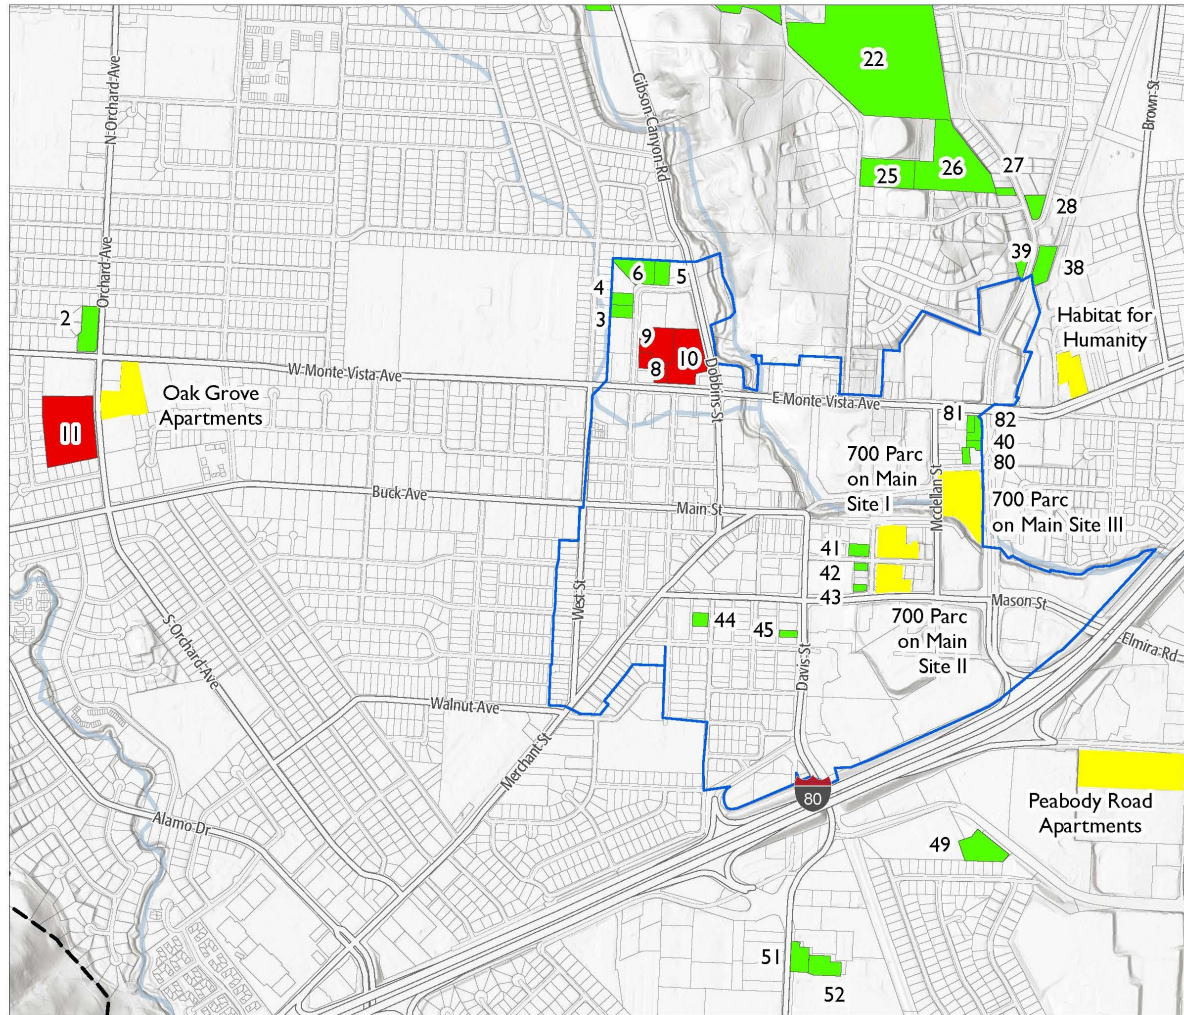 22
N Orchard Ave
Gibson Canyon Rd
Brown St
25
26
27
28
39
38
4
6
5
3
2
Orchard Ave
9
8
10
Habitat for
Humanity
W Monte Vista Ave
Dobbins St
E Monte Vista Ave
Oak Grove
Apartments
11
81
82
40
80
700 Parc
on Main
Site I
Mcdellan St
700 Parc
on Main Site III
Buck Ave
Main St
41
42
43
West St
Mason St
44
45
700 Parc
on Main
Site II
Elmira Rd
S Orchard Ave
Davis St
Walnut Ave
Merchant St
80
Peabody Road
Apartments
Alamo Dr
49
51
52